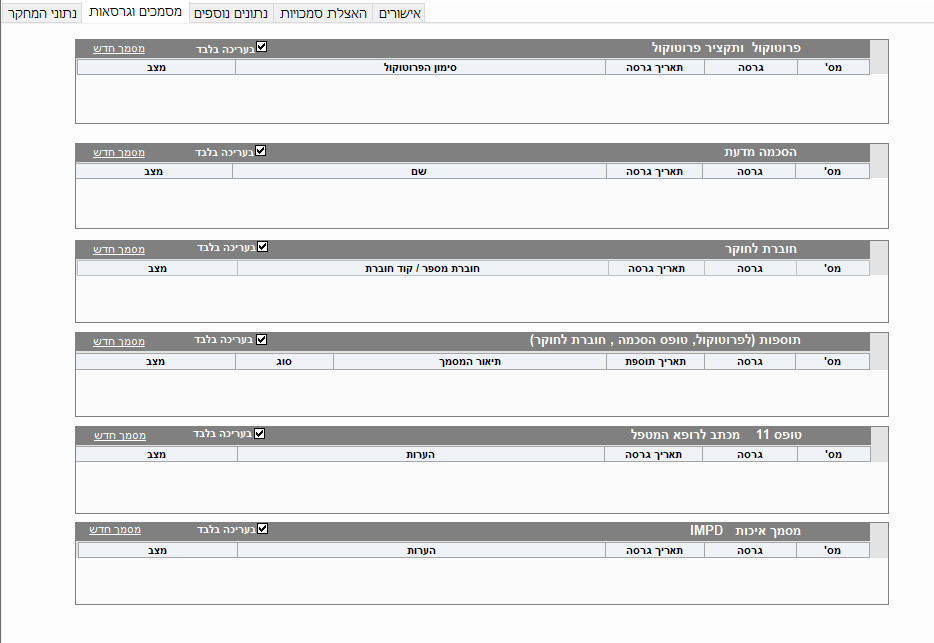 אישורים האצלת סמכויות נתונים נוספים מסמכים וגרסאות נתוני המחקר
פרוטוקול ותקציר פרוטוקול בעריכה בלבד מסמך חדש
מס' גרסה תאריך גרסה סימון הפרוטוקול מצב
הסכמה מדעת בעריכה בלבד מסמך חדש
מס' גרסה תאריך גרסה שם מצב
חוברת לחוקר בעריכה בלבד מסמך חדש
מס' גרסה תאריך גרסה חוברת מספר / קוד חוברת מצב
תוספות (לפרוטוקול, טופס הסכמה , חוברת לחוקר) בעריכה בלבד מסמך חדש
מס' גרסה תאריך תוספת תיאור המסמך סוג מצב
טופס 11 מכתב לרופא המטפל בעריכה בלבד מסמך חדש
מס' גרסה תאריך גרסה הערות מצב
מסמך איכות IMPD בעריכה בלבד מסמך חדש
מס' גרסה תאריך גרסה הערות מצב